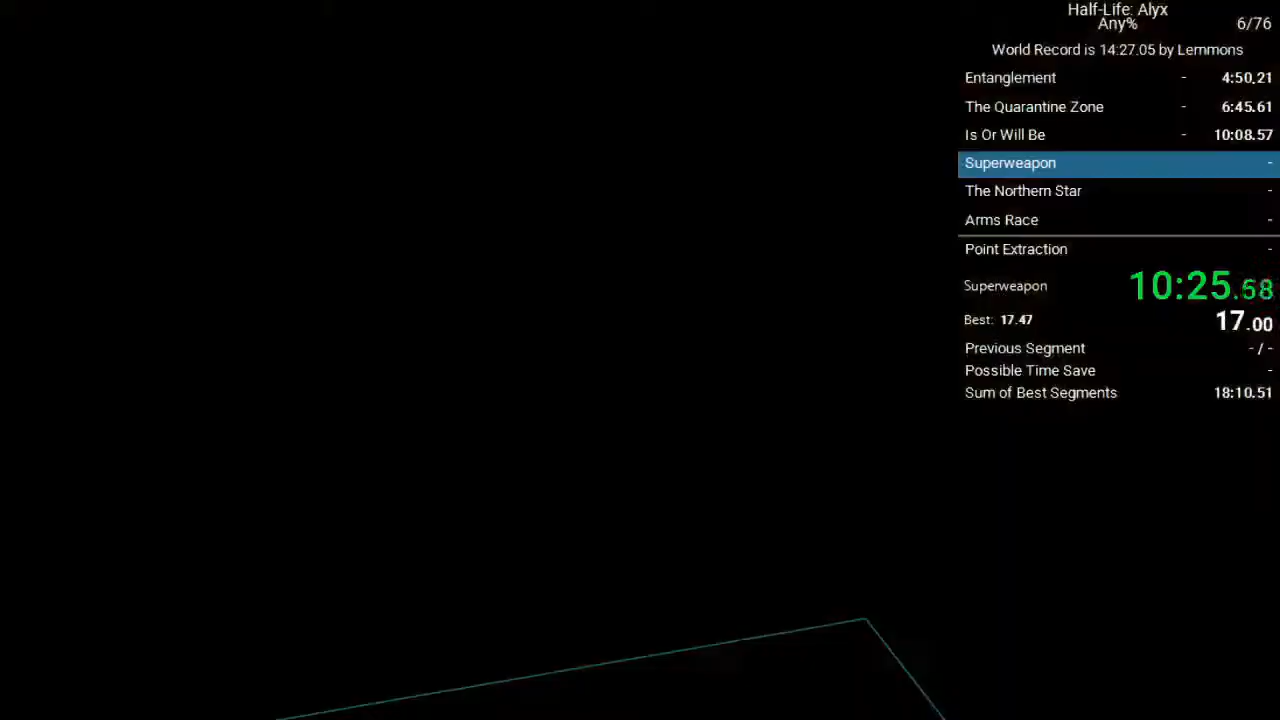 Half-Life: Alyx
Any% 6/76
World Record is 14:27.05 by Lemmons
Entanglement - 4:50.21
The Quarantine Zone - 6:45.61
Is Or Will Be - 10:08.57
Superweapon -
The Northern Star -
Arms Race -
Point Extraction -
Superweapon 10:25.58
Best: 17.47 17.00
Previous Segment - / -
Possible Time Save -
Sum of Best Segments 18:10.51